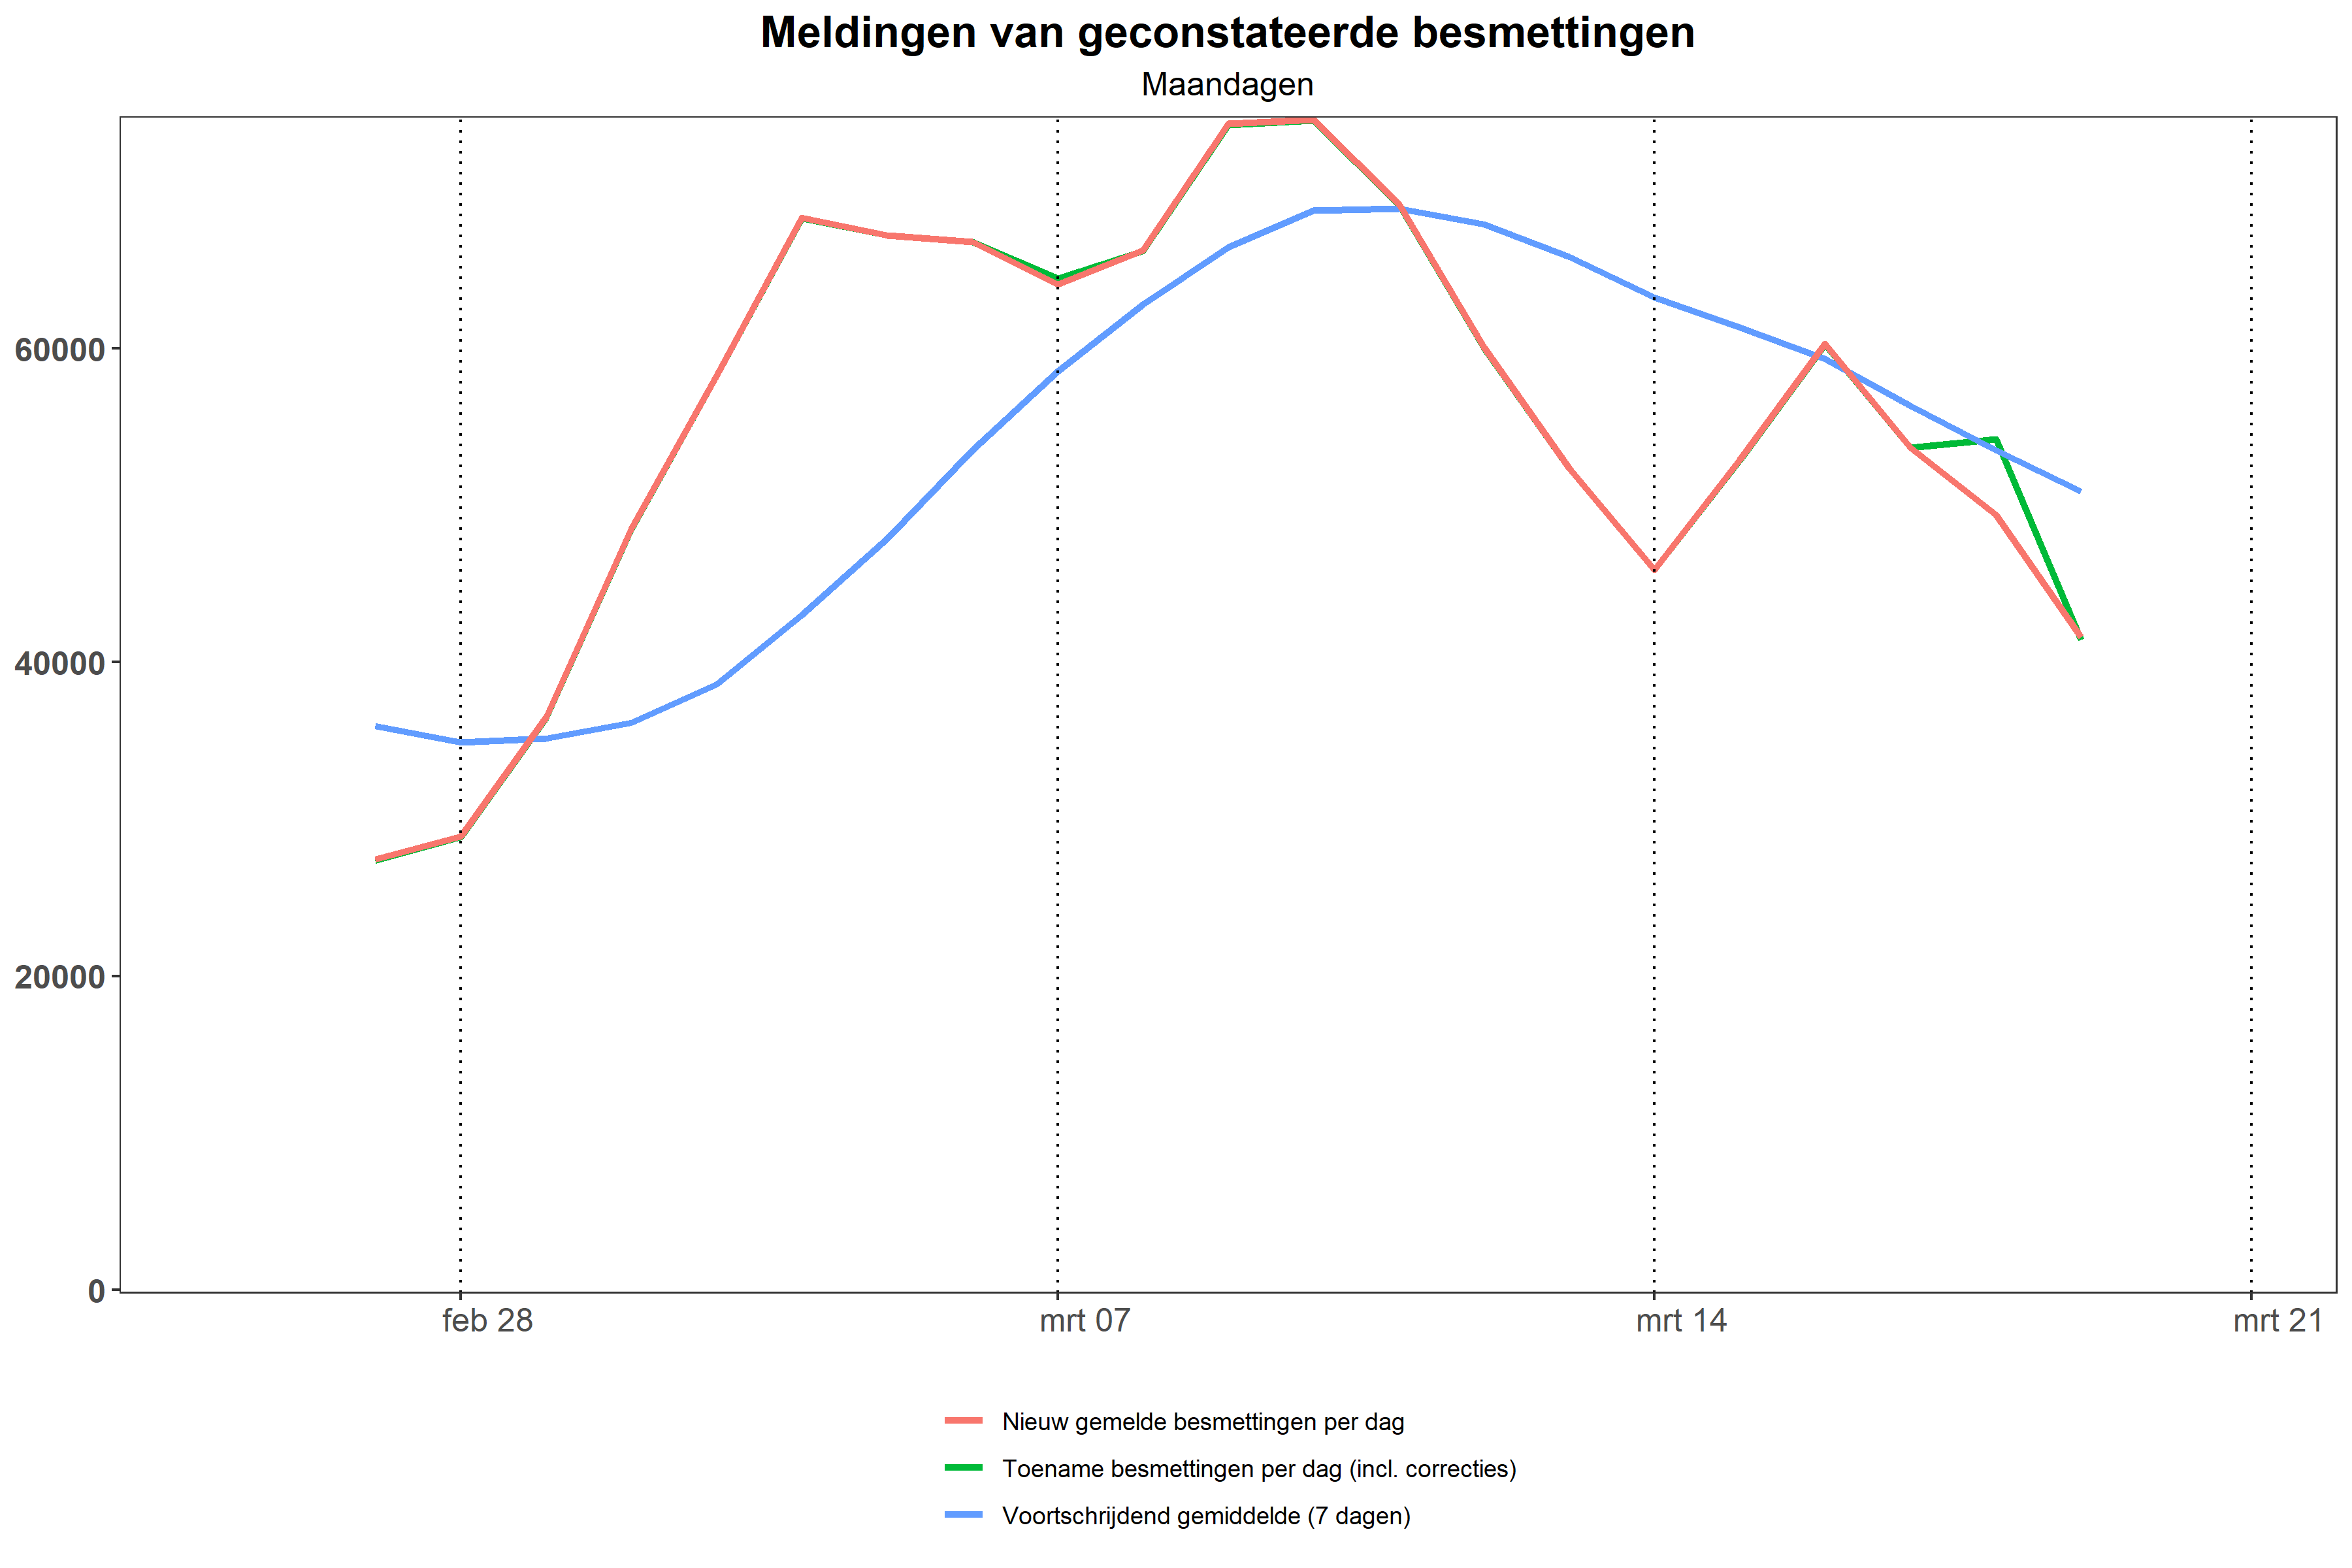 Meldingen van geconstateerde besmettingen
Maandagen
60000
40000
20000
0
feb 28 mrt 07 mrt 14 mrt 21
Nieuw gemelde besmettingen per dag
Toename besmettingen per dag (incl. correcties)
Voortschrijdend gemiddelde (7 dagen)